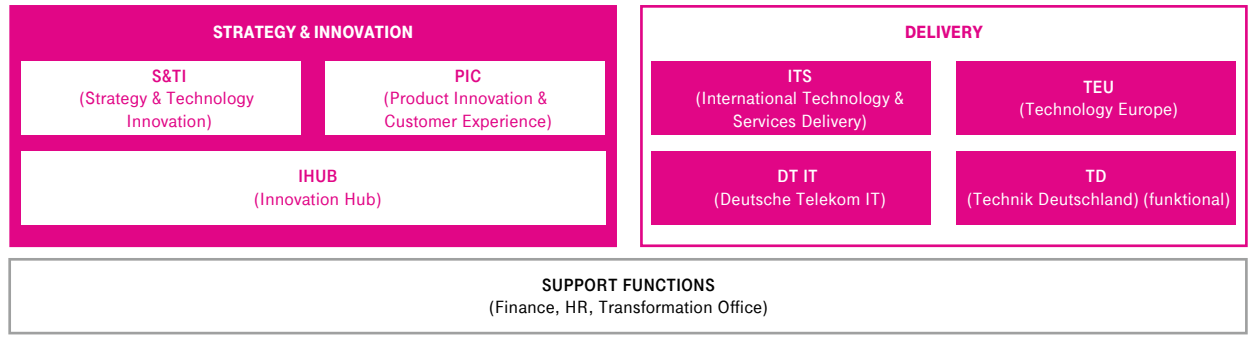 STRATEGY & INNOVATION
S&TI
(Strategy & Technology
Innovation)
PIC
(Product Innovation &
Customer Experience)
IHUB
(Innovation Hub)
DELIVERY
ITS
(International Technology &
Services Delivery)
TEU
(Technology Europe)
DT IT
(Deutsche Telekom IT)
TD
(Technik Deutschland) (funktional)
SUPPORT FUNCTIONS
(Finance, HR, Transformation Office)